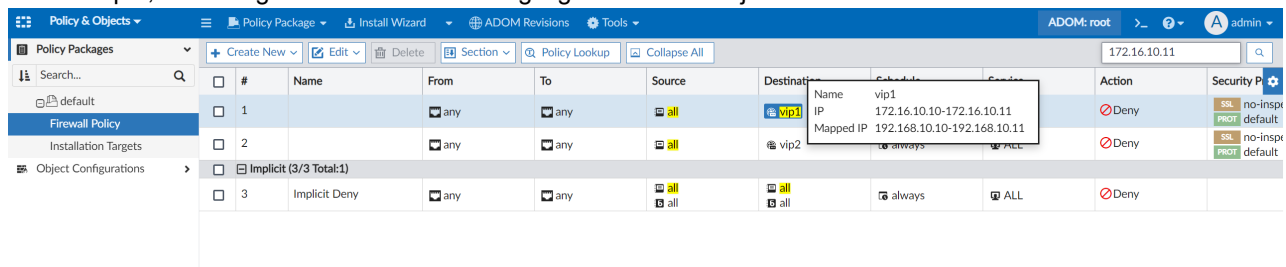 Policy & Objects
Policy Package
Install Wizard
ADOM Revisions
Tools
ADOM: root
>_
?
A admin
Policy Packages
Search...
default
Firewall Policy
Installation Targets
Object Configurations
+ Create New
Edit
Delete
Section
Policy Lookup
Collapse All
172.16.10.11
# Name From To Source Destination Schedule Service Action
1 any any all vip1 Deny SSL no-inspe
PROT default
Name vip1
IP 172.16.10.10-172.16.10.11
Mapped IP 192.168.10.10-192.168.10.11
2 any any all vip2 always ALL Deny SSL no-inspe
PROT default
Implicit (3/3 Total:1)
3 Implicit Deny any any all all always ALL Deny
all all